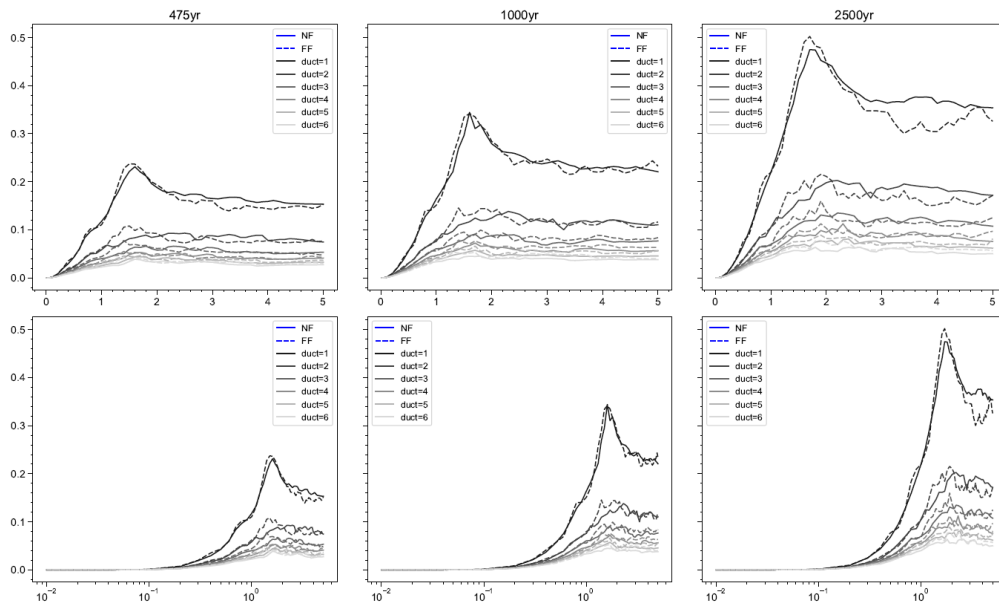 475yr
1000yr
2500yr
0.5
0.4
0.3
0.2
0.1
0.0
NF
FF
duct=1
duct=2
duct=3
duct=4
duct=5
duct=6
0 1 2 3 4 5
NF
FF
duct=1
duct=2
duct=3
duct=4
duct=5
duct=6
0 1 2 3 4 5
NF
FF
duct=1
duct=2
duct=3
duct=4
duct=5
duct=6
0 1 2 3 4 5
0.5
0.4
0.3
0.2
0.1
0.0
NF
FF
duct=1
duct=2
duct=3
duct=4
duct=5
duct=6
10⁻² 10⁻¹ 10⁰
NF
FF
duct=1
duct=2
duct=3
duct=4
duct=5
duct=6
10⁻² 10⁻¹ 10⁰
NF
FF
duct=1
duct=2
duct=3
duct=4
duct=5
duct=6
10⁻² 10⁻¹ 10⁰